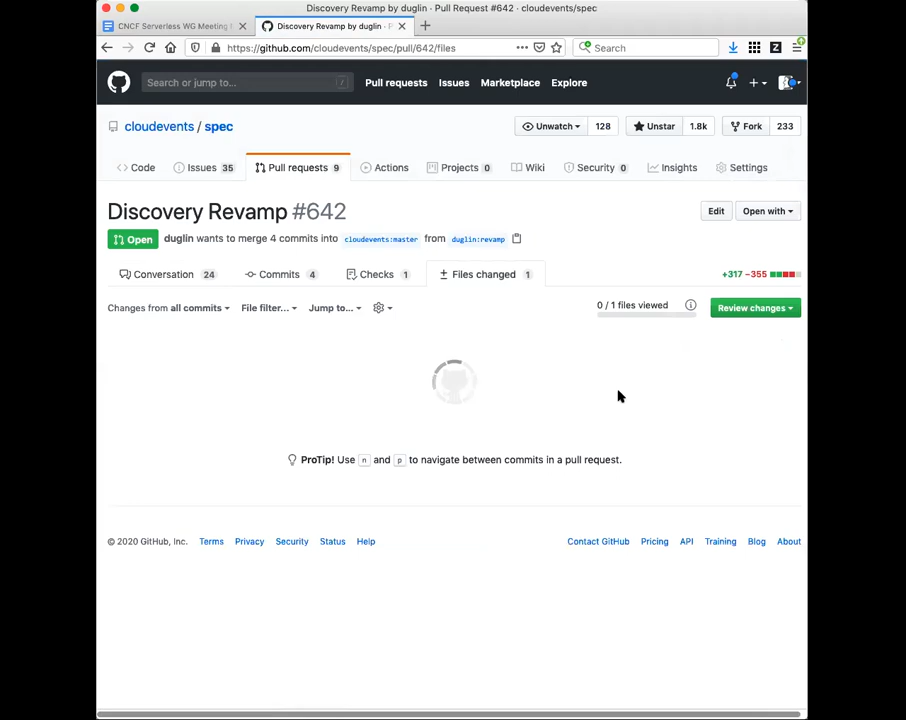 Discovery Revamp by duglin · Pull Request #642 · cloudevents/spec
CNCF Serverless WG Meeting
Discovery Revamp by duglin · P
https://github.com/cloudevents/spec/pull/642/files
Search
Search or jump to...
/
Pull requests
Issues
Marketplace
Explore
cloudevents / spec
Unwatch 128
Unstar 1.8k
Fork 233
Code
Issues 35
Pull requests 9
Actions
Projects 0
Wiki
Security 0
Insights
Settings
Discovery Revamp #642
Edit
Open with
Open
duglin wants to merge 4 commits into cloudevents:master from duglin:revamp
Conversation 24
Commits 4
Checks 1
Files changed 1
+317 −355
Changes from all commits
File filter...
Jump to...
0 / 1 files viewed
Review changes
ProTip! Use n and p to navigate between commits in a pull request.
© 2020 GitHub, Inc.
Terms
Privacy
Security
Status
Help
Contact GitHub
Pricing
API
Training
Blog
About